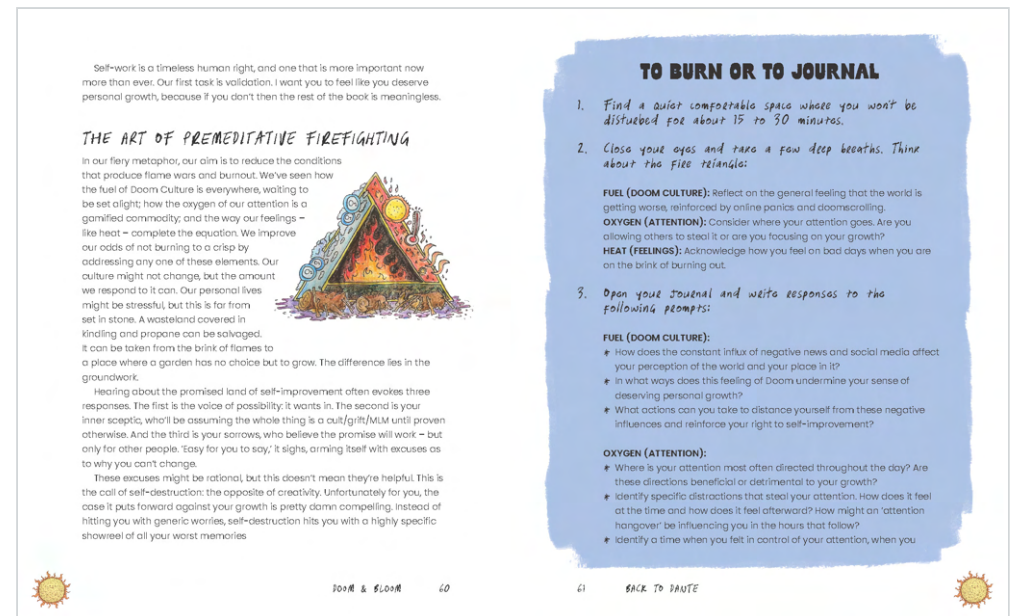 Self-work is a timeless human right, and one that is more important now
more than ever. Our first task is validation. I want you to feel like you deserve
personal growth, because if you don't then the rest of the book is meaningless.
THE ART OF PREMEDITATIVE FIREFIGHTING
In our fiery metaphor, our aim is to reduce the conditions
that produce flame wars and burnout. We've seen how
the fuel of Doom Culture is everywhere, waiting to
be set alight; how the oxygen of our attention is a
gamified commodity; and the way our feelings –
like heat – complete the equation. We improve
our odds of not burning to a crisp by
addressing any one of these elements. Our
culture might not change, but the amount
we respond to it can. Our personal lives
might be stressful, but this is far from
set in stone. A wasteland covered in
kindling and propane can be salvaged.
It can be taken from the brink of flames to
a place where a garden has no choice but to grow. The difference lies in the
groundwork.
Hearing about the promised land of self-improvement often evokes three
responses. The first is the voice of possibility: it wants in. The second is your
inner sceptic, who'll be assuming the whole thing is a cult/grift/MLM until proven
otherwise. And the third is your sorrows, who believe the promise will work – but
only for other people. 'Easy for you to say,' it sighs, arming itself with excuses as
to why you can't change.
These excuses might be rational, but this doesn't mean they're helpful. This is
the call of self-destruction: the opposite of creativity. Unfortunately for you, the
case it puts forward against your growth is pretty damn compelling. Instead of
hitting you with generic worries, self-destruction hits you with a highly specific
showreel of all your worst memories
DOOM & BLOOM 60
TO BURN OR TO JOURNAL
1. Find a quiet comfortable space where you won't be
disturbed for about 15 to 30 minutes.
2. Close your eyes and take a few deep breaths. Think
about the fire triangle:
FUEL (DOOM CULTURE): Reflect on the general feeling that the world is
getting worse, reinforced by online panics and doomscrolling.
OXYGEN (ATTENTION): Consider where your attention goes. Are you
allowing others to steal it or are you focusing on your growth?
HEAT (FEELINGS): Acknowledge how you feel on bad days when you are
on the brink of burning out.
3. Open your journal and write responses to the
following prompts:
FUEL (DOOM CULTURE):
* How does the constant influx of negative news and social media affect
your perception of the world and your place in it?
* In what ways does this feeling of Doom undermine your sense of
deserving personal growth?
* What actions can you take to distance yourself from these negative
influences and reinforce your right to self-improvement?
OXYGEN (ATTENTION):
* Where is your attention most often directed throughout the day? Are
these directions beneficial or detrimental to your growth?
* Identify specific distractions that steal your attention. How does it feel
at the time and how does it feel afterward? How might an 'attention
hangover' be influencing you in the hours that follow?
* Identify a time when you felt in control of your attention, when you
61 BACK TO DANTE